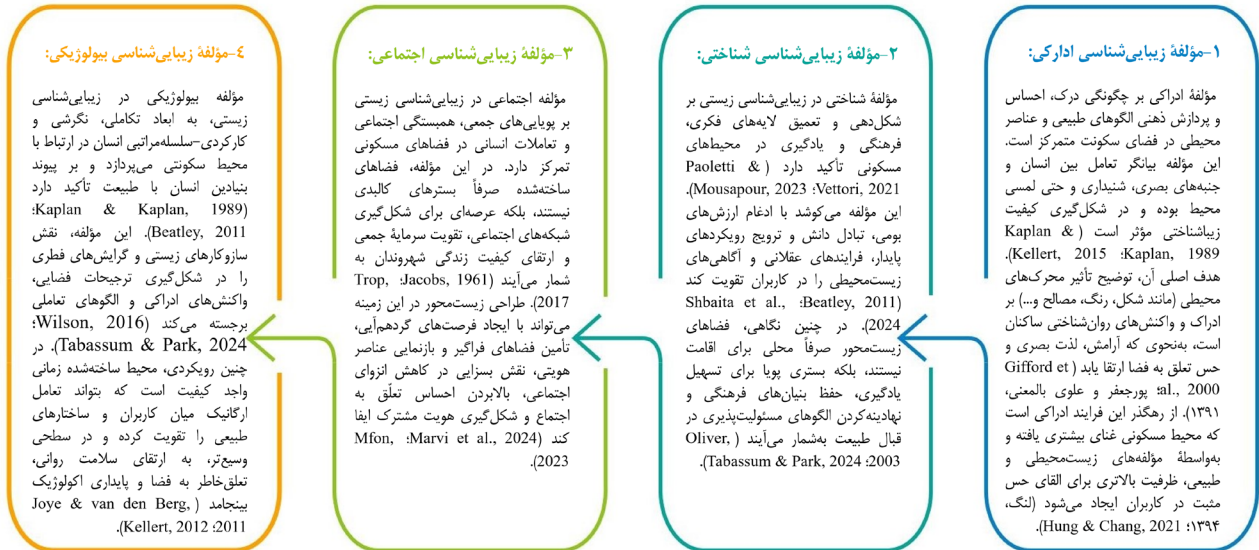 ۱-مؤلفهٔ زیبایی‌شناسی ادارکی:
مؤلفهٔ ادراکی بر چگونگی درک، احساس
و پردازش ذهنی الگوهای طبیعی و عناصر
محیطی در فضای سکونت متمرکز است.
این مؤلفه بیانگر تعامل بین انسان و
جنبه‌های بصری، شنیداری و حتی لمسی
محیط بوده و در شکل‌گیری کیفیت
زیباشناختی مؤثر است (Kaplan &
Kaplan, 1989؛ Kellert, 2015).
هدف اصلی آن، توضیح تأثیر محرک‌های
محیطی (مانند شکل، رنگ، مصالح و...) بر
ادراک و واکنش‌های روان‌شناختی ساکنان
است، به‌نحوی که آرامش، لذت بصری و
حس تعلق به فضا ارتقا یابد (Gifford et
al., 2000؛ پورجعفر و علوی بالمعنی،
۱۳۹۱). از رهگذر این فرایند ادراکی است
که محیط مسکونی غنای بیشتری یافته و
به‌واسطهٔ مؤلفه‌های زیست‌محیطی و
طبیعی، ظرفیت بالاتری برای القای حس
مثبت در کاربران ایجاد می‌شود (لنگ،
۱۳۹۴؛ Hung & Chang, 2021).
۲-مؤلفهٔ زیبایی‌شناسی شناختی:
مؤلفهٔ شناختی در زیبایی‌شناسی زیستی بر
شکل‌دهی و تعمیق لایه‌های فکری،
فرهنگی و یادگیری در محیط‌های
مسکونی تأکید دارد (Paoletti &
Vettori, 2021؛ Mousapour, 2023).
این مؤلفه می‌کوشد با ادغام ارزش‌های
بومی، تبادل دانش و ترویج رویکردهای
پایدار، فرایندهای عقلانی و آگاهی‌های
زیست‌محیطی را در کاربران تقویت کند
(Beatley, 2011؛ Shbaita et al.,
2024). در چنین نگاهی، فضاهای
زیست‌محور صرفاً محلی برای اقامت
نیستند، بلکه بستری پویا برای تسهیل
یادگیری، حفظ بنیان‌های فرهنگی و
نهادینه‌کردن الگوهای مسئولیت‌پذیری در
قبال طبیعت به‌شمار می‌آیند (Oliver,
2003؛ Tabassum & Park, 2024).
۳-مؤلفهٔ زیبایی‌شناسی اجتماعی:
مؤلفه اجتماعی در زیبایی‌شناسی زیستی
بر پویایی‌های جمعی، همبستگی اجتماعی
و تعاملات انسانی در فضاهای مسکونی
تمرکز دارد. در این مؤلفه، فضاهای
ساخته‌شده صرفاً بسترهای کالبدی
نیستند، بلکه عرصه‌ای برای شکل‌گیری
شبکه‌های اجتماعی، تقویت سرمایهٔ جمعی
و ارتقای کیفیت زندگی شهروندان به
شمار می‌آیند (Jacobs, 1961؛ Trop,
2017). طراحی زیست‌محور در این زمینه
می‌تواند با ایجاد فرصت‌های گردهم‌آیی،
تأمین فضاهای فراگیر و بازنمایی عناصر
هویتی، نقش بسزایی در کاهش انزوای
اجتماعی، بالابردن احساس تعلّق به
اجتماع و شکل‌گیری هویت مشترک ایفا
کند (Marvi et al., 2024؛ Mfon,
2023).
۴-مؤلفهٔ زیبایی‌شناسی بیولوژیکی:
مؤلفه بیولوژیکی در زیبایی‌شناسی
زیستی، به ابعاد تکاملی، نگرشی و
کارکردی-سلسله‌مراتبی انسان در ارتباط با
محیط سکونتی می‌پردازد و بر پیوند
بنیادین انسان با طبیعت تأکید دارد
(Kaplan & Kaplan, 1989؛
Beatley, 2011). این مؤلفه، نقش
سازوکارهای زیستی و گرایش‌های فطری
را در شکل‌گیری ترجیحات فضایی،
واکنش‌های ادراکی و الگوهای تعاملی
برجسته می‌کند (Wilson, 2016؛
Tabassum & Park, 2024). در
چنین رویکردی، محیط ساخته‌شده زمانی
واجد کیفیت است که بتواند تعامل
ارگانیک میان کاربران و ساختارهای
طبیعی را تقویت کرده و در سطحی
وسیع‌تر، به ارتقای سلامت روانی،
تعلق‌خاطر به فضا و پایداری اکولوژیک
بینجامد (Joye & van den Berg,
2011؛ Kellert, 2012).